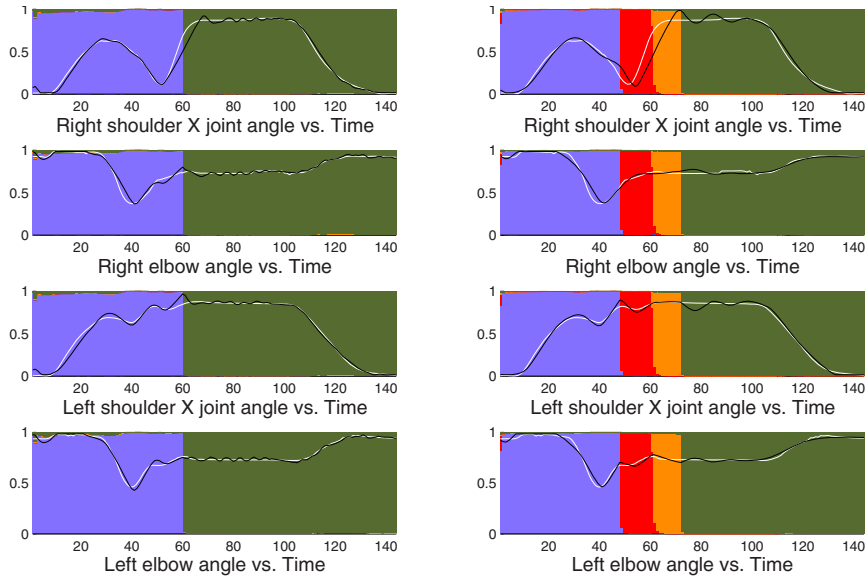 1 1
0.5 0.5
0 0
20 40 60 80 100 120 140 20 40 60 80 100 120 140
Right shoulder X joint angle vs. Time Right shoulder X joint angle vs. Time
1 1
0.5 0.5
0 0
20 40 60 80 100 120 140 20 40 60 80 100 120 140
Right elbow angle vs. Time Right elbow angle vs. Time
1 1
0.5 0.5
0 0
20 40 60 80 100 120 140 20 40 60 80 100 120 140
Left shoulder X joint angle vs. Time Left shoulder X joint angle vs. Time
1 1
0.5 0.5
0 0
20 40 60 80 100 120 140 20 40 60 80 100 120 140
Left elbow angle vs. Time Left elbow angle vs. Time